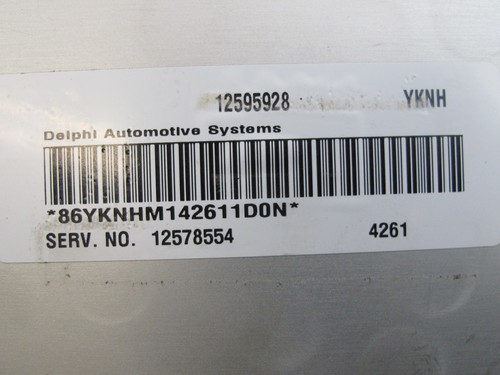 12595928 YKNH
Delphi Automotive Systems
*86YKNHM142611D0N*
SERV. NO. 12578554 4261